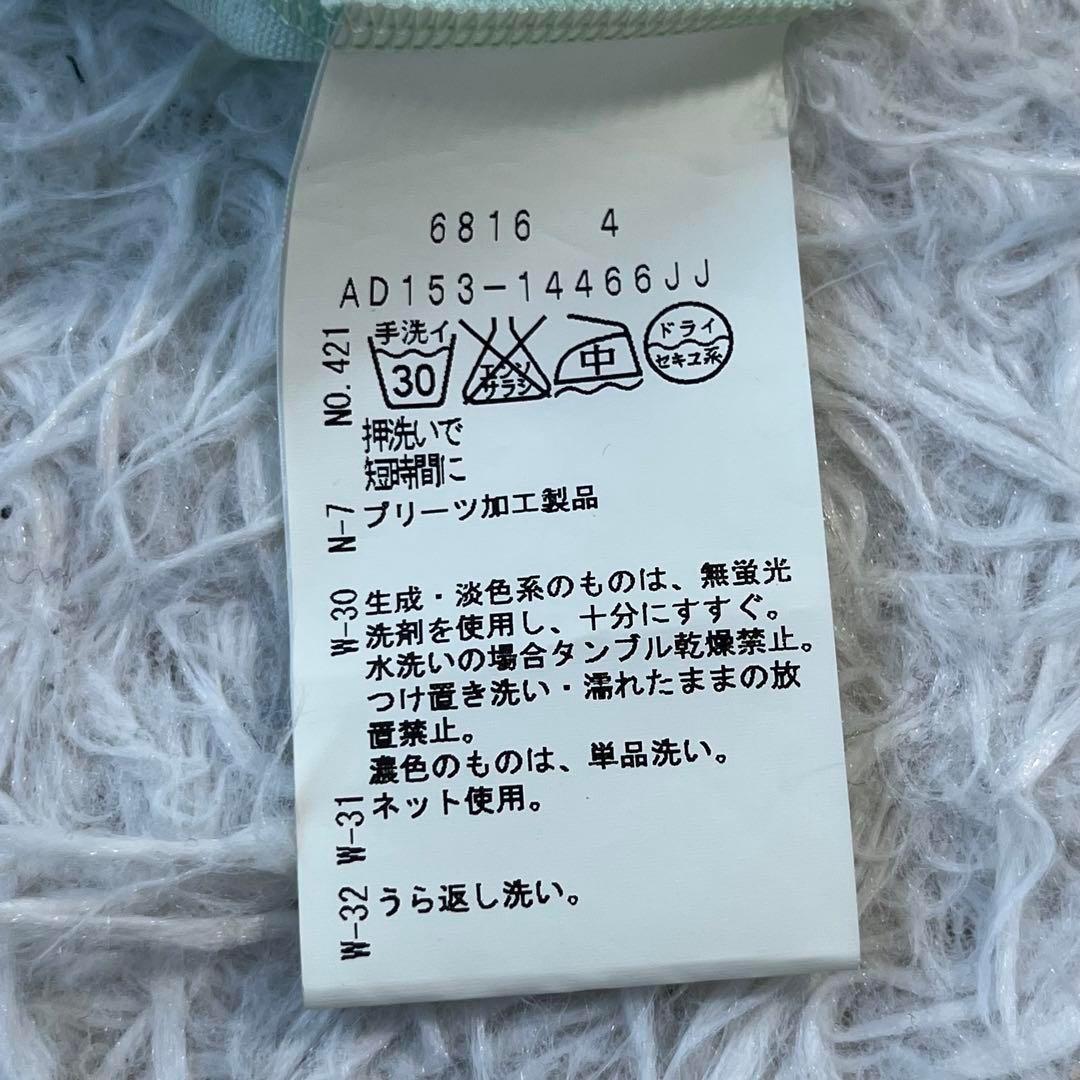 6816 4
AD153-14466JJ
NO. 421
手洗イ
30
エンソ
サラシ
中
ドライ
セキユ系
押洗いで
短時間に
N-7
プリーツ加工製品
W-30
生成・淡色系のものは、無蛍光
洗剤を使用し、十分にすすぐ。
水洗いの場合タンブル乾燥禁止。
つけ置き洗い・濡れたままの放
置禁止。
濃色のものは、単品洗い。
W-31
ネット使用。
W-32
うら返し洗い。